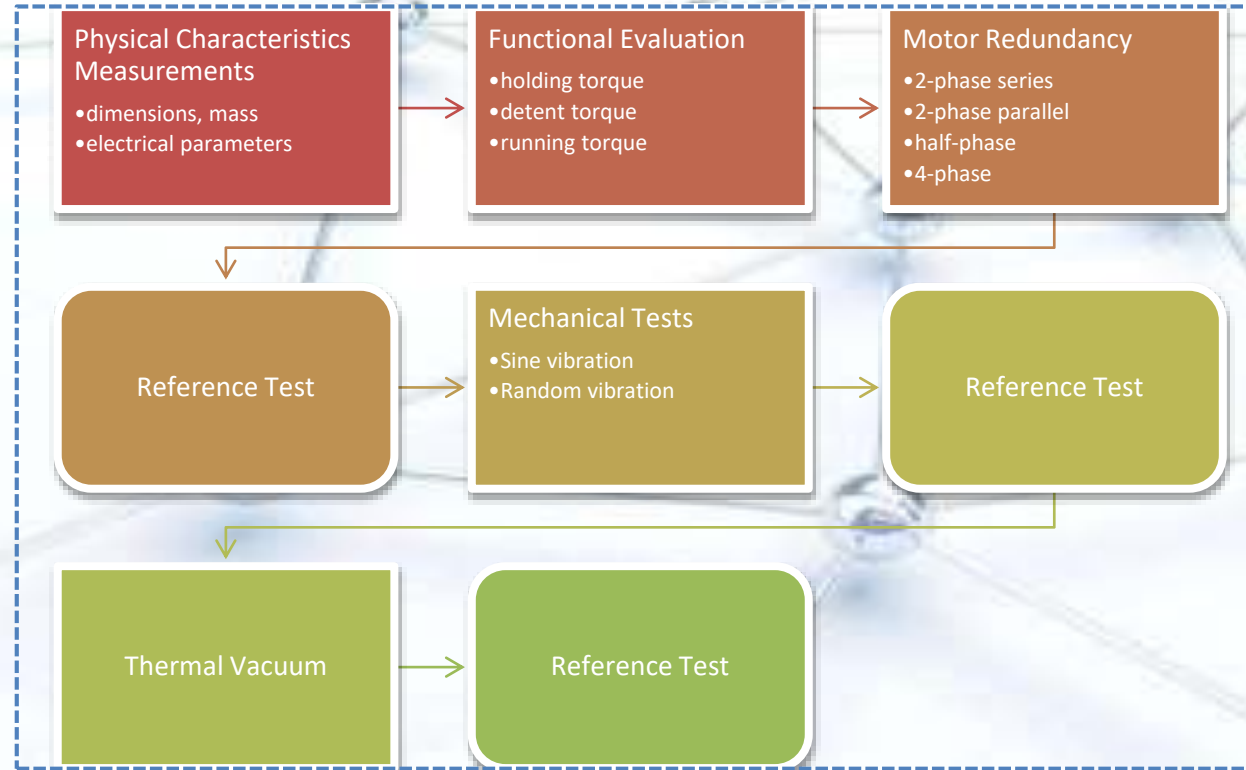 Physical Characteristics
Measurements
•dimensions, mass
•electrical parameters
Functional Evaluation
•holding torque
•detent torque
•running torque
Motor Redundancy
•2-phase series
•2-phase parallel
•half-phase
•4-phase
Reference Test
Mechanical Tests
•Sine vibration
•Random vibration
Reference Test
Thermal Vacuum
Reference Test